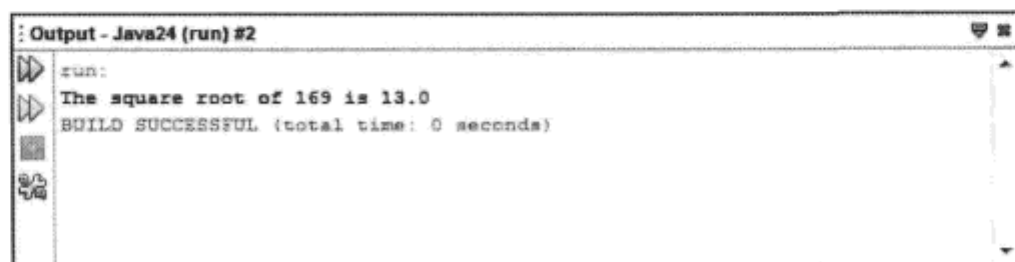 Output - Java24 (run) #2
run:
The square root of 169 is 13.0
BUILD SUCCESSFUL (total time: 0 seconds)